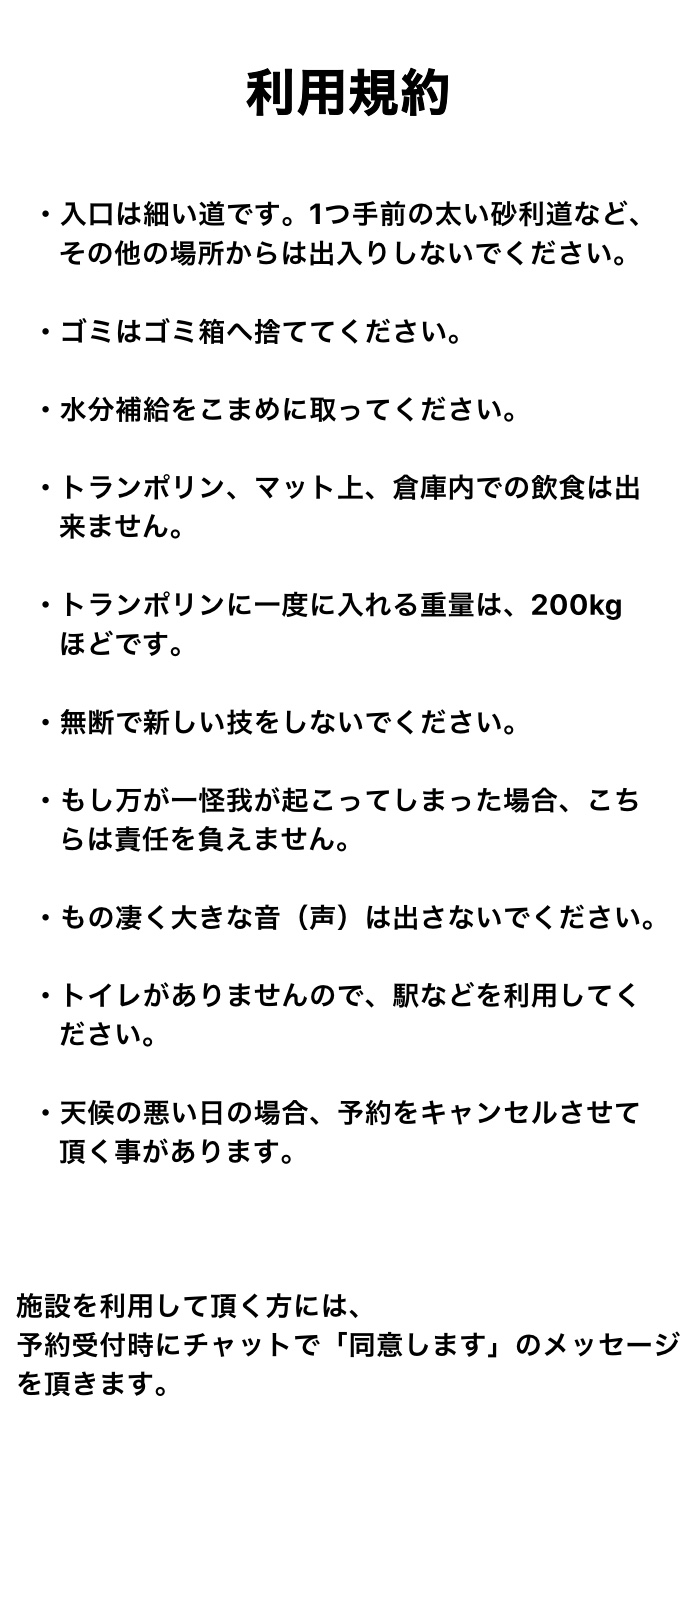 利用規約
・入口は細い道です。1つ手前の太い砂利道など、
その他の場所からは出入りしないでください。
・ゴミはゴミ箱へ捨ててください。
・水分補給をこまめに取ってください。
・トランポリン、マット上、倉庫内での飲食は出
来ません。
・トランポリンに一度に入れる重量は、200kg
ほどです。
・無断で新しい技をしないでください。
・もし万が一怪我が起こってしまった場合、こち
らは責任を負えません。
・もの凄く大きな音（声）は出さないでください。
・トイレがありませんので、駅などを利用してく
ださい。
・天候の悪い日の場合、予約をキャンセルさせて
頂く事があります。
施設を利用して頂く方には、
予約受付時にチャットで「同意します」のメッセージ
を頂きます。